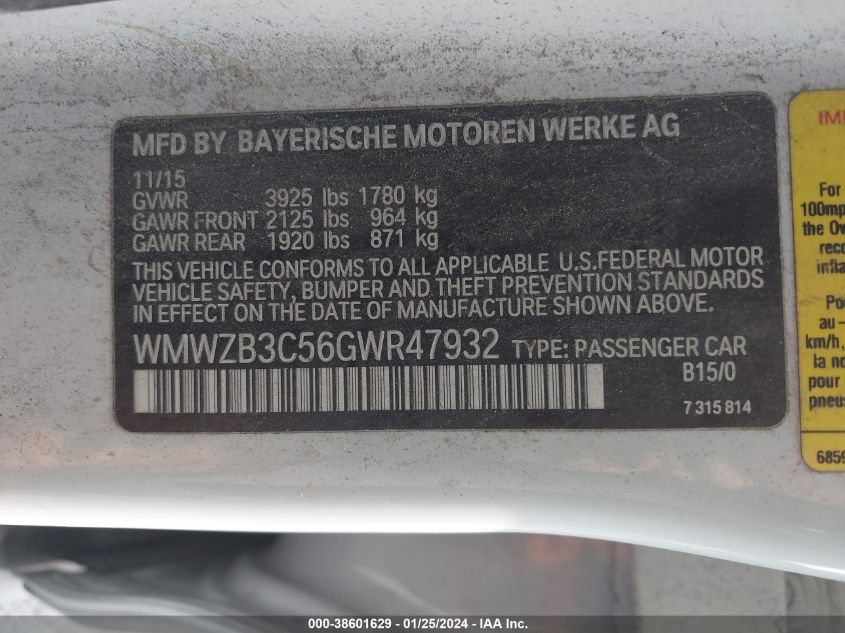 MFD BY BAYERISCHE MOTOREN WERKE AG
11/15
GVWR 3925 lbs 1780 kg
GAWR FRONT 2125 lbs 964 kg
GAWR REAR 1920 lbs 871 kg
THIS VEHICLE CONFORMS TO ALL APPLICABLE U.S.FEDERAL MOTOR
VEHICLE SAFETY, BUMPER AND THEFT PREVENTION STANDARDS
IN EFFECT ON THE DATE OF MANUFACTURE SHOWN ABOVE.
WMWZB3C56GWR47932 TYPE: PASSENGER CAR
B15/0
7 315 814
For
100mp
the Ov
reco
infla
Po
au –
km/h,
la no
pour
pneus
6859
000-38601629 - 01/25/2024 - IAA Inc.